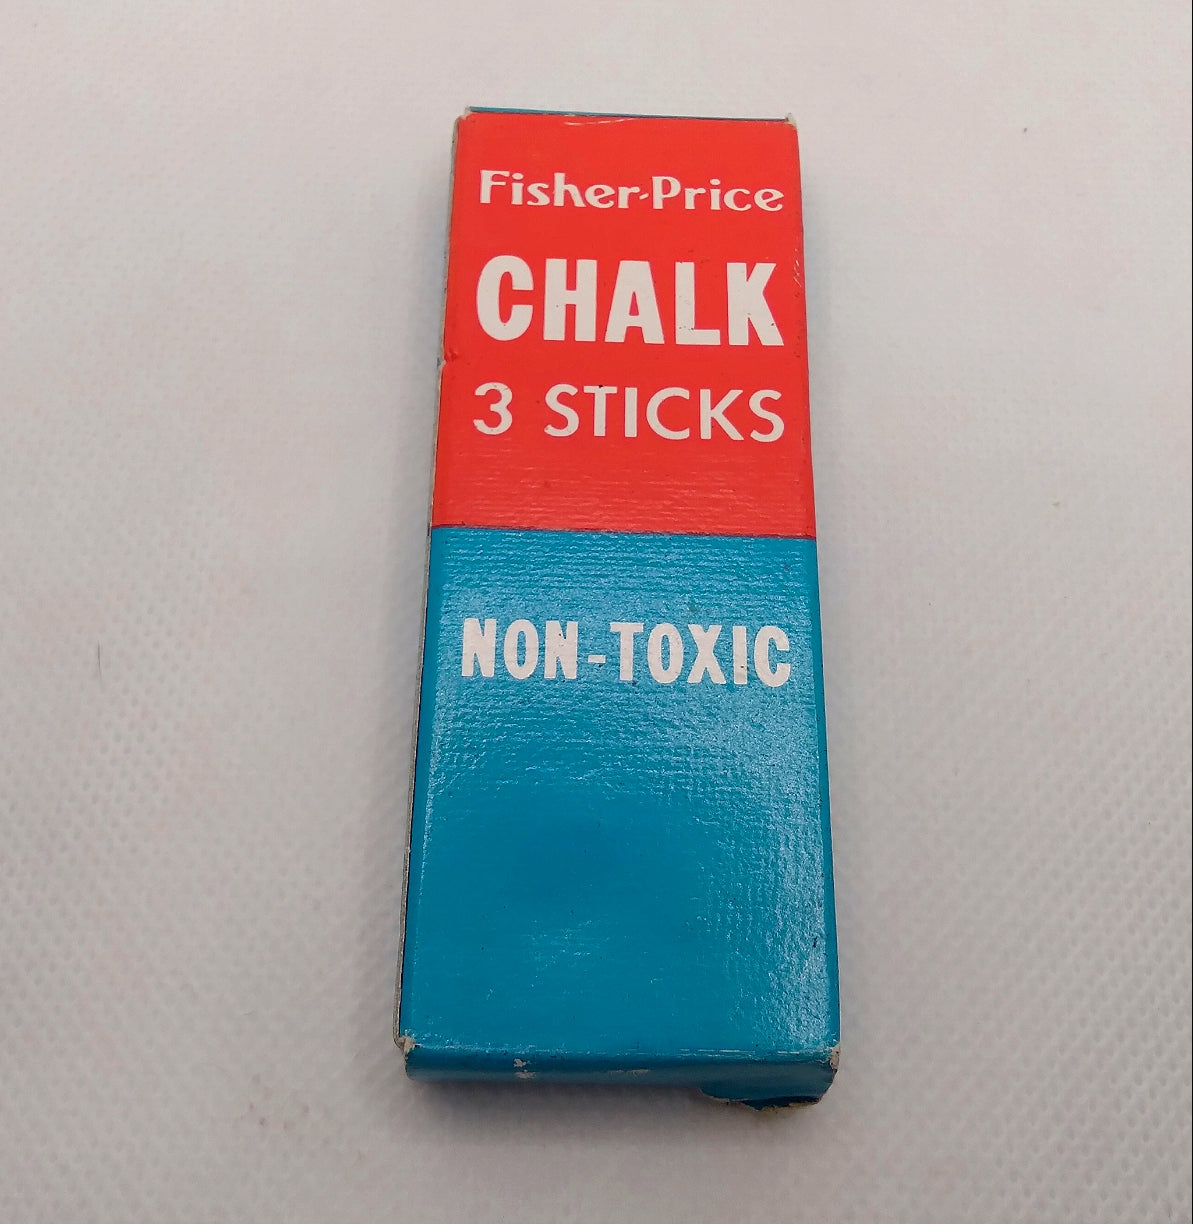 Fisher-Price
CHALK
3 STICKS
NON-TOXIC